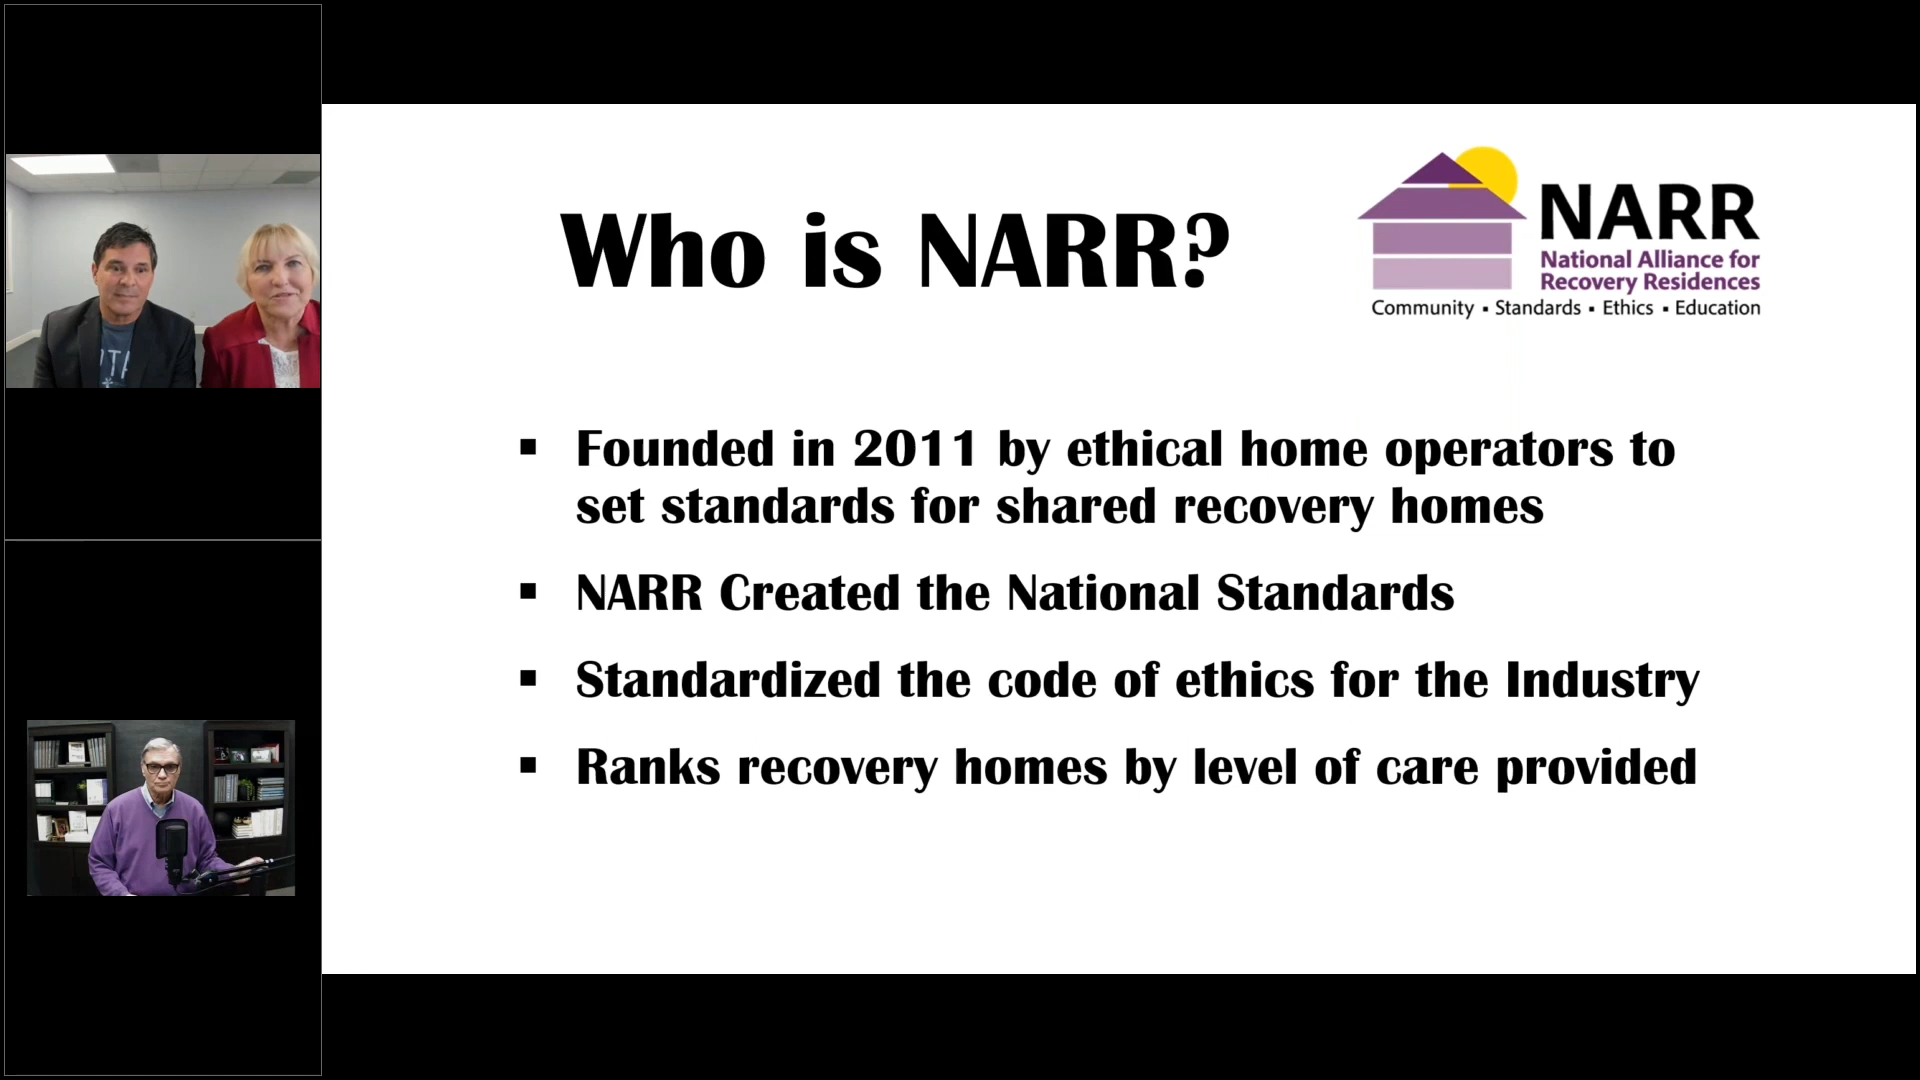 Who is NARR?
NARR
National Alliance for
Recovery Residences
Community ▪ Standards ▪ Ethics ▪ Education
▪ Founded in 2011 by ethical home operators to
set standards for shared recovery homes
▪ NARR Created the National Standards
▪ Standardized the code of ethics for the Industry
▪ Ranks recovery homes by level of care provided